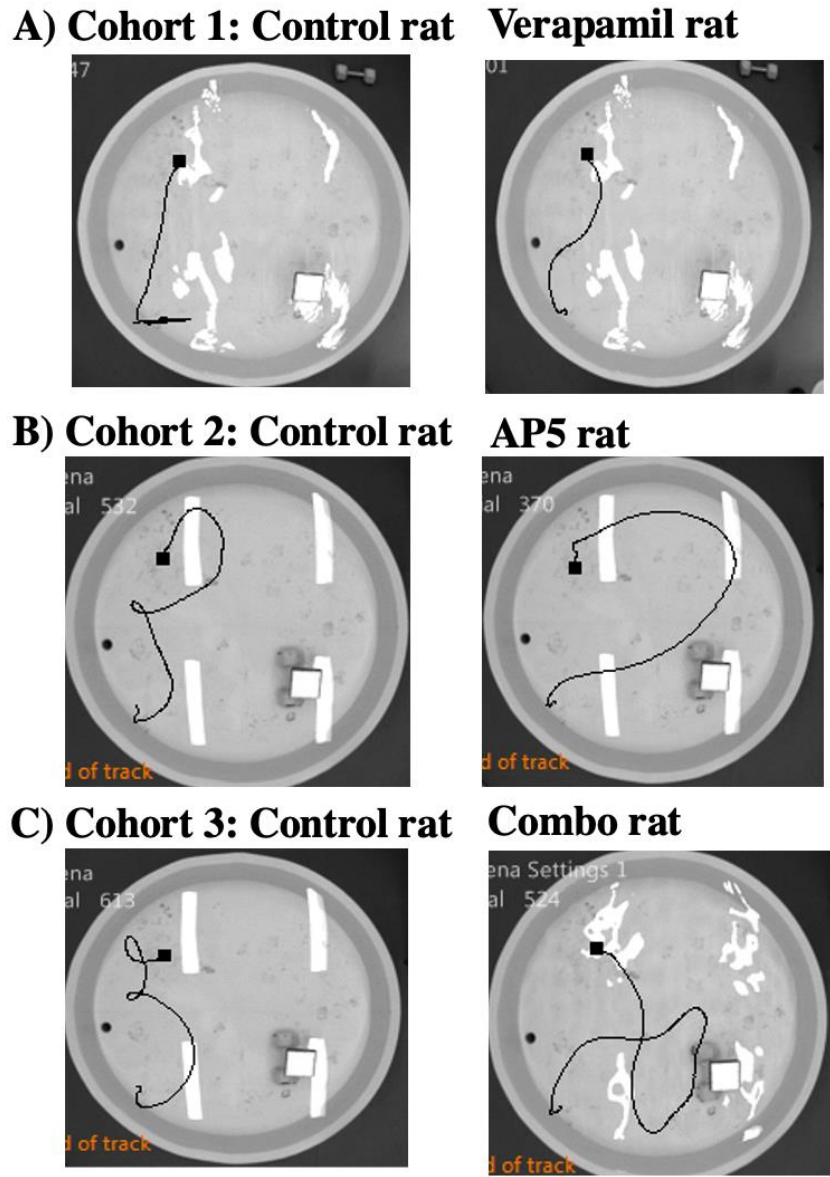 A) Cohort 1: Control rat Verapamil rat
47
01
B) Cohort 2: Control rat AP5 rat
ena
al 532
ena
al 370
d of track
d of track
C) Cohort 3: Control rat Combo rat
ena
al 613
ena Settings 1
al 524
d of track
d of track